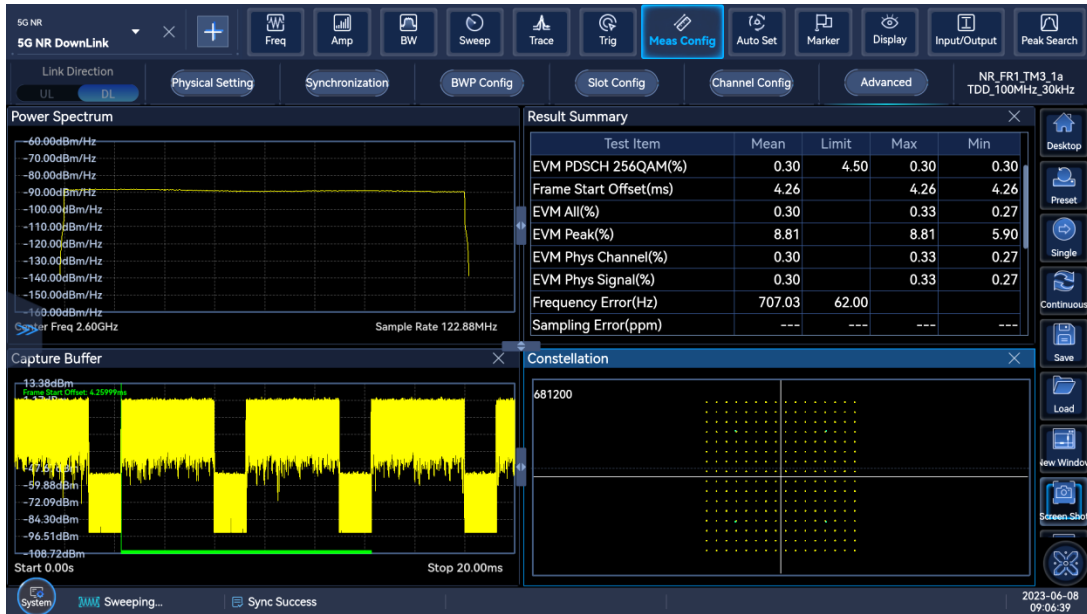 5G NR
5G NR DownLink
Freq
Amp
BW
Sweep
Trace
Trig
Meas Config
Auto Set
Marker
Display
Input/Output
Peak Search
Link Direction
UL DL
Physical Setting
Synchronization
BWP Config
Slot Config
Channel Config
Advanced
NR_FR1_TM3_1a
TDD_100MHz_30kHz
Power Spectrum
-60.00dBm/Hz
-70.00dBm/Hz
-80.00dBm/Hz
-90.00dBm/Hz
-100.00dBm/Hz
-110.00dBm/Hz
-120.00dBm/Hz
-130.00dBm/Hz
-140.00dBm/Hz
-150.00dBm/Hz
-160.00dBm/Hz
Center Freq 2.60GHz Sample Rate 122.88MHz
Result Summary
Test Item Mean Limit Max Min
EVM PDSCH 256QAM(%) 0.30 4.50 0.30 0.30
Frame Start Offset(ms) 4.26 4.26 4.26
EVM All(%) 0.30 0.33 0.27
EVM Peak(%) 8.81 8.81 5.90
EVM Phys Channel(%) 0.30 0.33 0.27
EVM Phys Signal(%) 0.30 0.33 0.27
Frequency Error(Hz) 707.03 62.00
Sampling Error(ppm) --- --- --- ---
Capture Buffer
13.38dBm
Frame Start Offset: 4.25999ms
-59.88dBm
-72.09dBm
-84.30dBm
-96.51dBm
-108.72dBm
Start 0.00s Stop 20.00ms
Constellation
681200
Desktop
Preset
Single
Continuous
Save
Load
New Window
Screen Shot
System
Sweeping...
Sync Success
2023-06-08
09:06:39